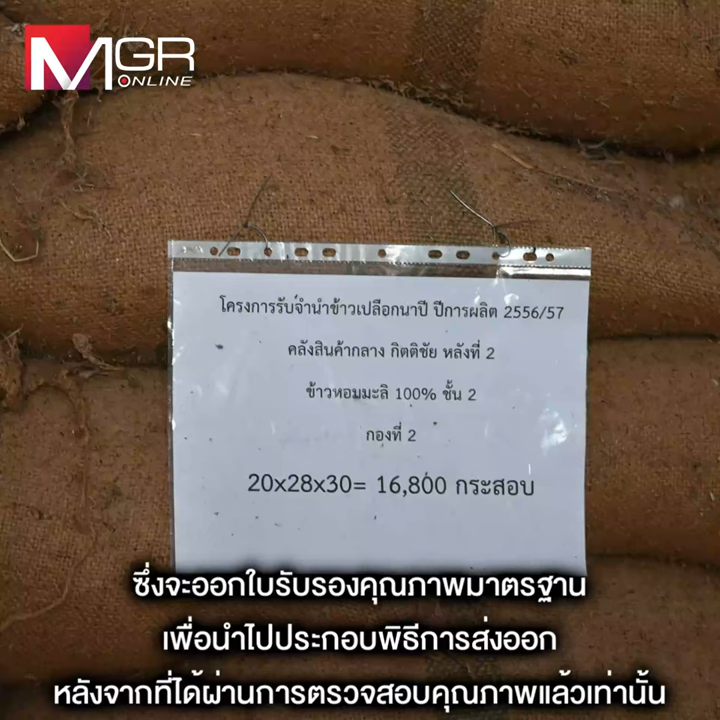 MGR
ONLINE
โครงการรับจำนำข้าวเปลือกนาปี ปีการผลิต 2556/57
คลังสินค้ากลาง กิตติชัย หลังที่ 2
ข้าวหอมมะลิ 100% ชั้น 2
กองที่ 2
20x28x30= 16,800 กระสอบ
ซึ่งจะออกใบรับรองคุณภาพมาตรฐาน
เพื่อนำไปประกอบพิธีการส่งออก
หลังจากที่ได้ผ่านการตรวจสอบคุณภาพแล้วเท่านั้น